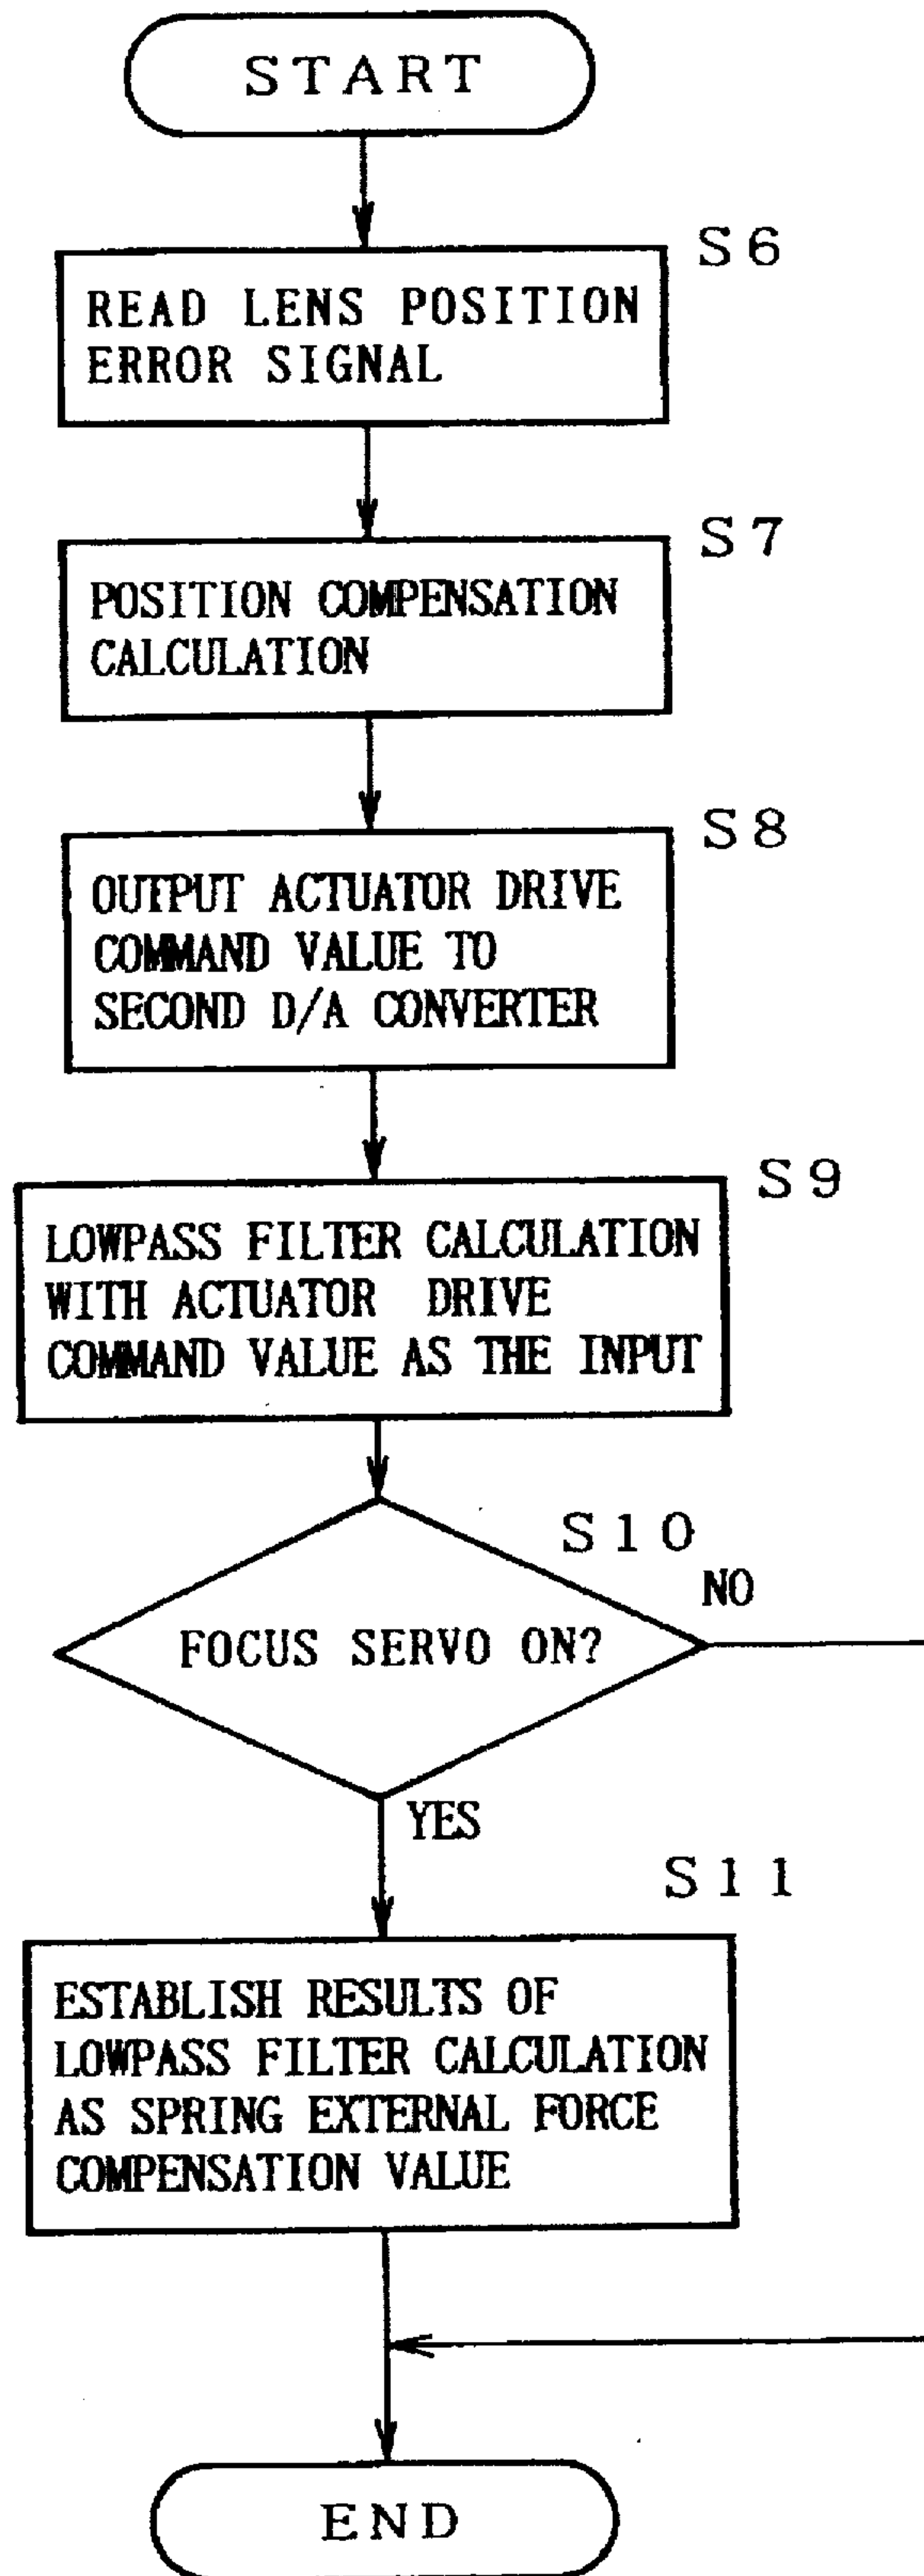 START
S6
READ LENS POSITION
ERROR SIGNAL
S7
POSITION COMPENSATION
CALCULATION
S8
OUTPUT ACTUATOR DRIVE
COMMAND VALUE TO
SECOND D/A CONVERTER
S9
LOWPASS FILTER CALCULATION
WITH ACTUATOR DRIVE
COMMAND VALUE AS THE INPUT
S10
NO
FOCUS SERVO ON?
YES
S11
ESTABLISH RESULTS OF
LOWPASS FILTER CALCULATION
AS SPRING EXTERNAL FORCE
COMPENSATION VALUE
END